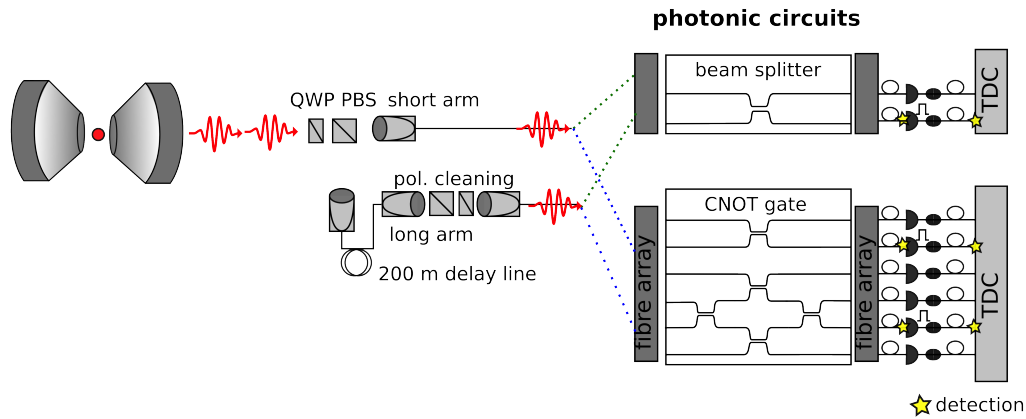 photonic circuits
QWP PBS short arm
beam splitter
TDC
pol. cleaning
long arm
200 m delay line
CNOT gate
fibre array
fibre array
TDC
detection